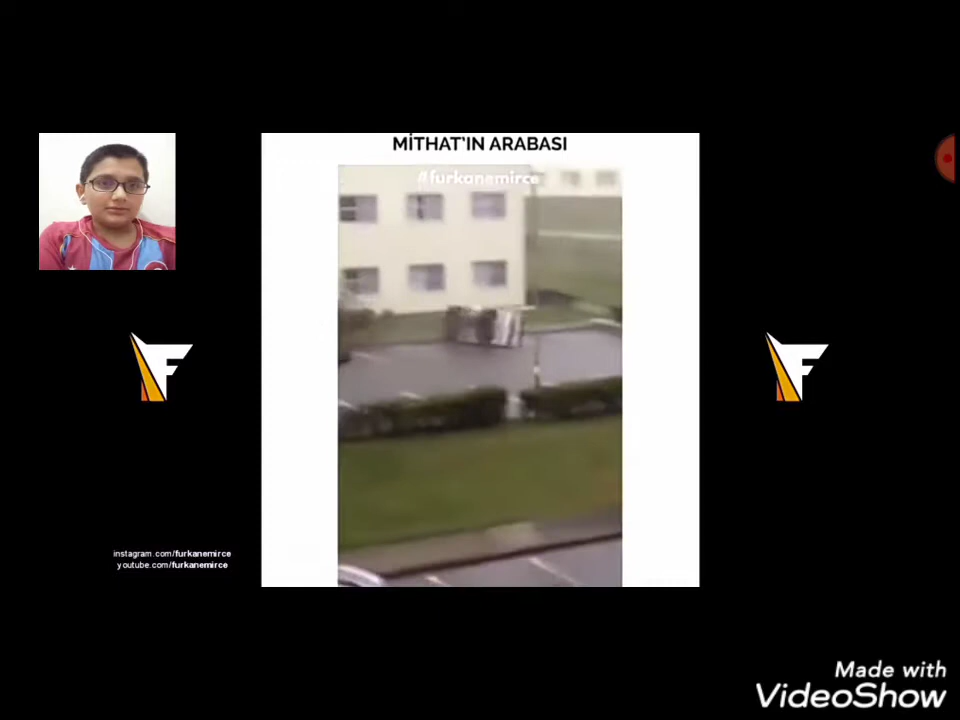 MİTHAT'IN ARABASI
#furkanemirce
F
F
instagram.com/furkanemirce
youtube.com/furkanemirce
Made with
VideoShow